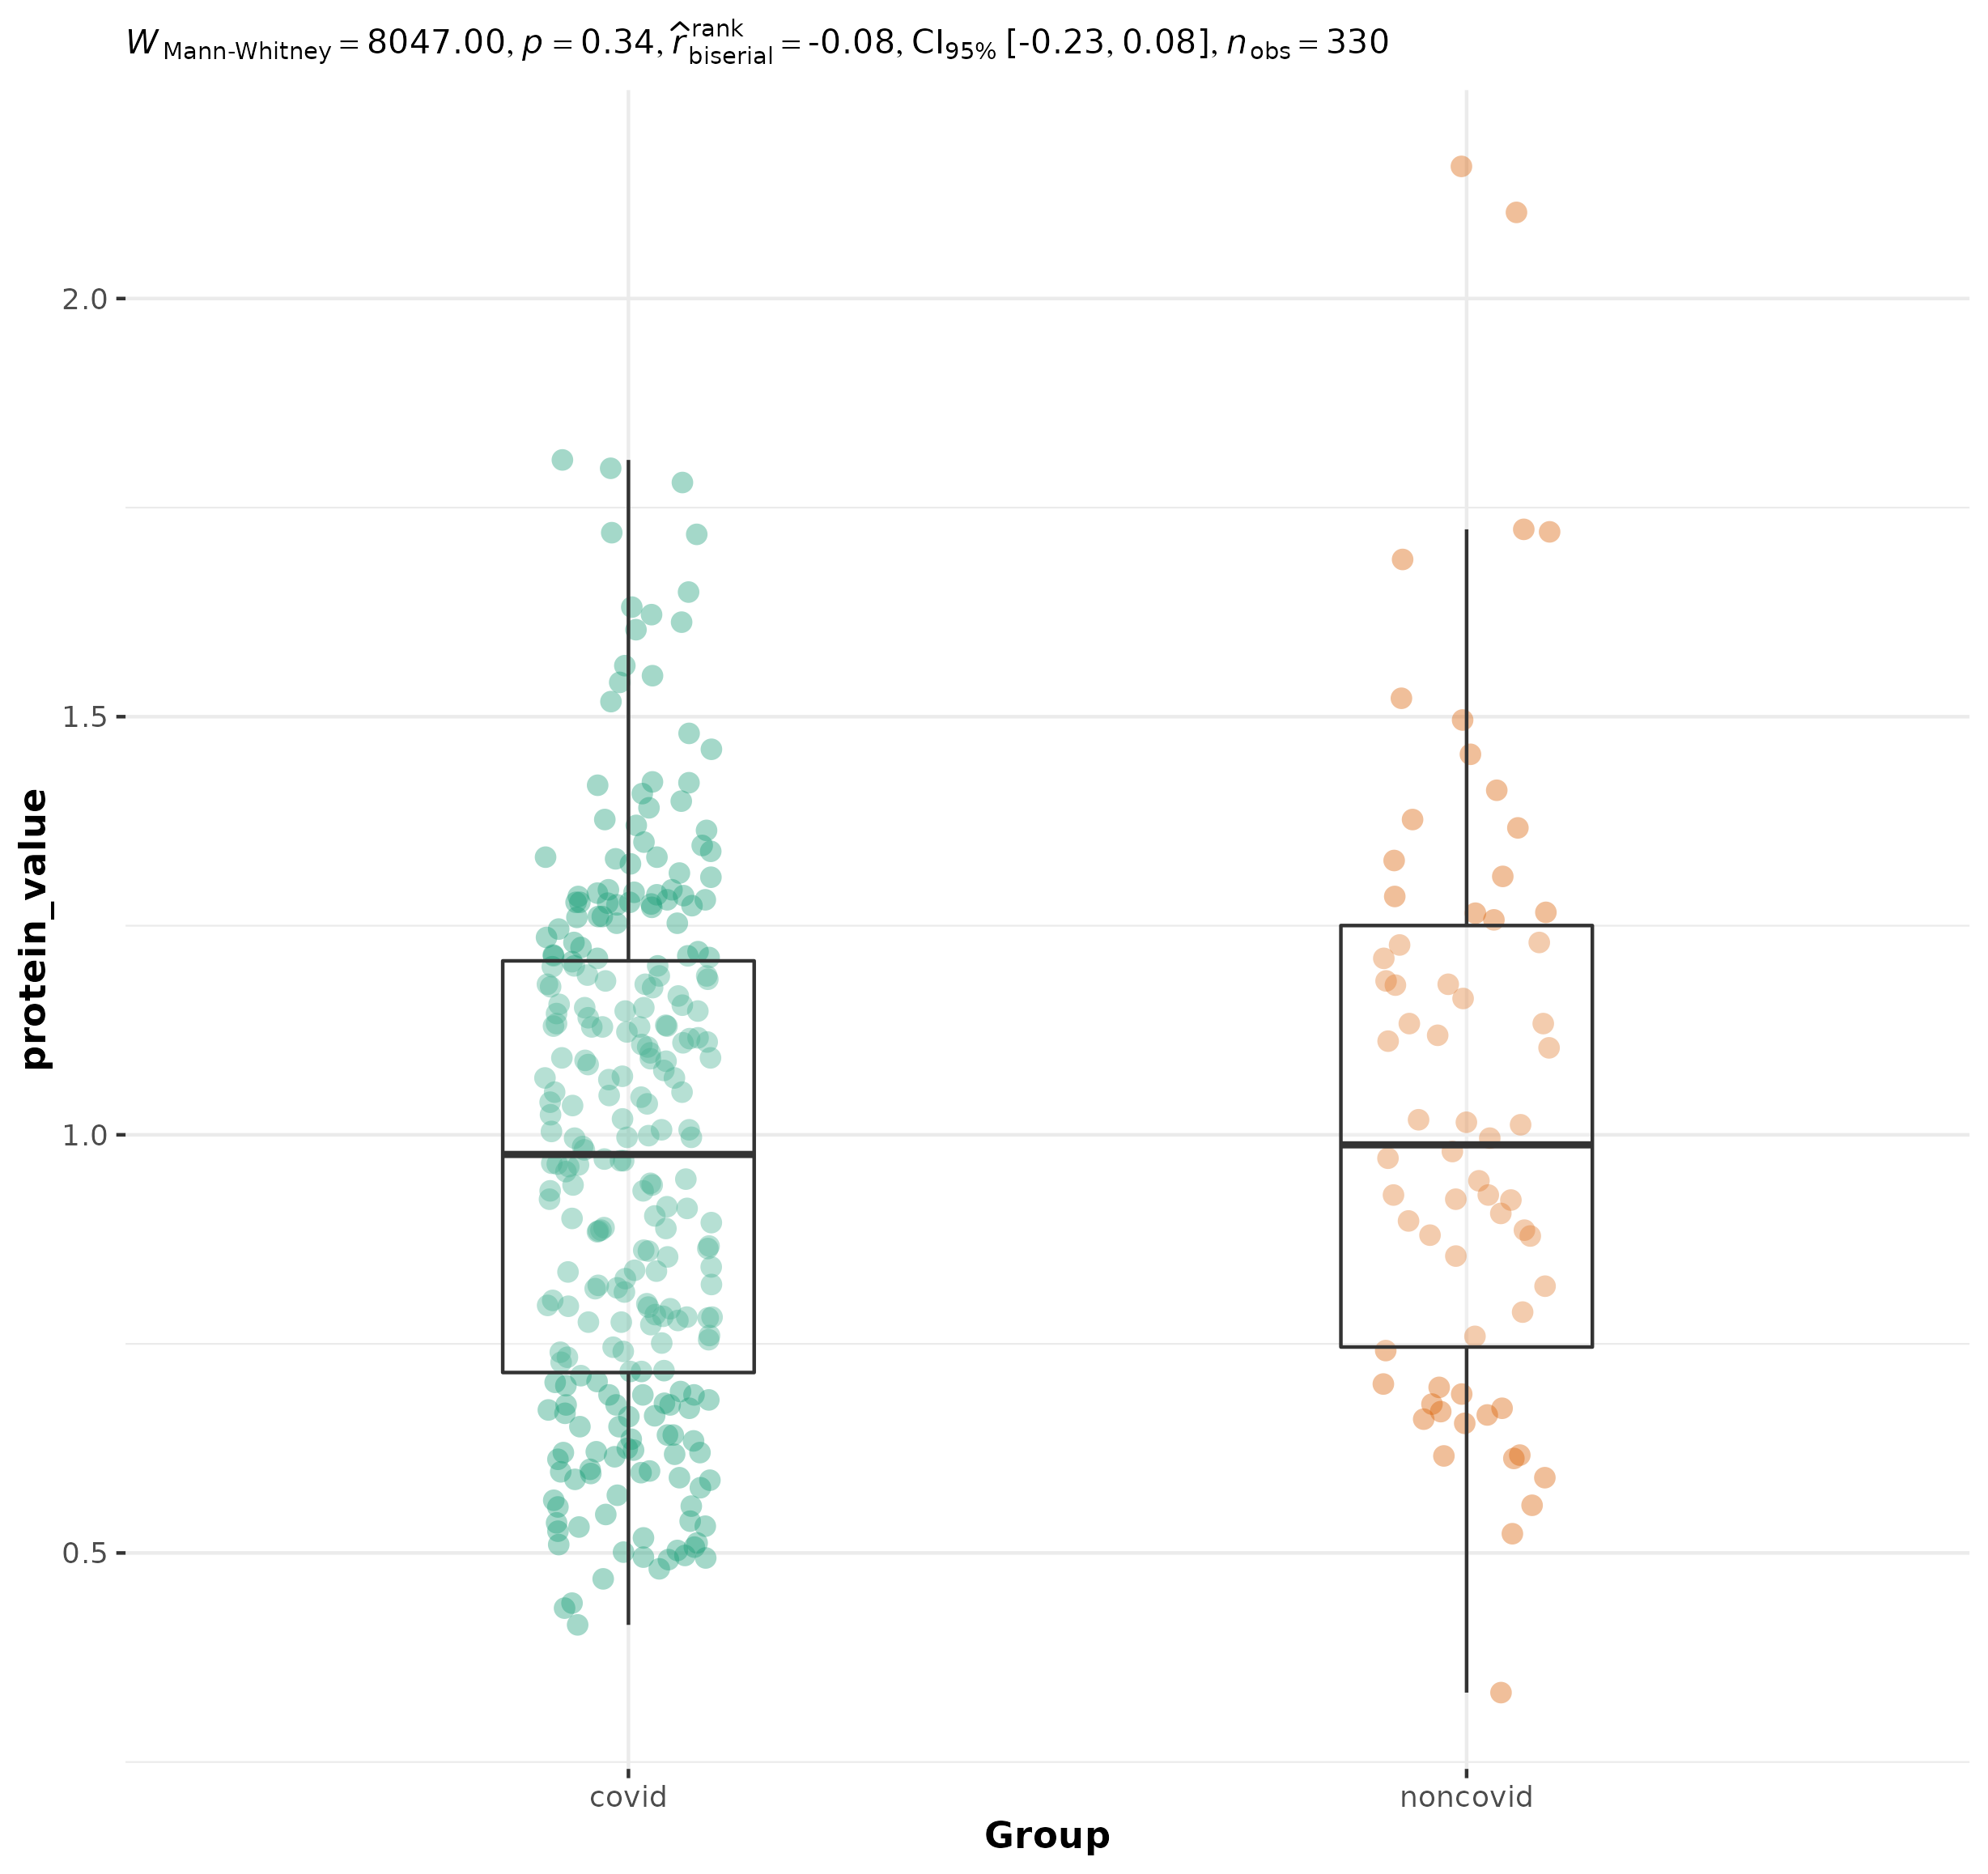 W Mann-Whitney = 8047.00, p = 0.34, r̂ rank biserial = -0.08, CI95% [-0.23, 0.08], nobs = 330
2.0
1.5
1.0
0.5
protein_value
covid noncovid
Group